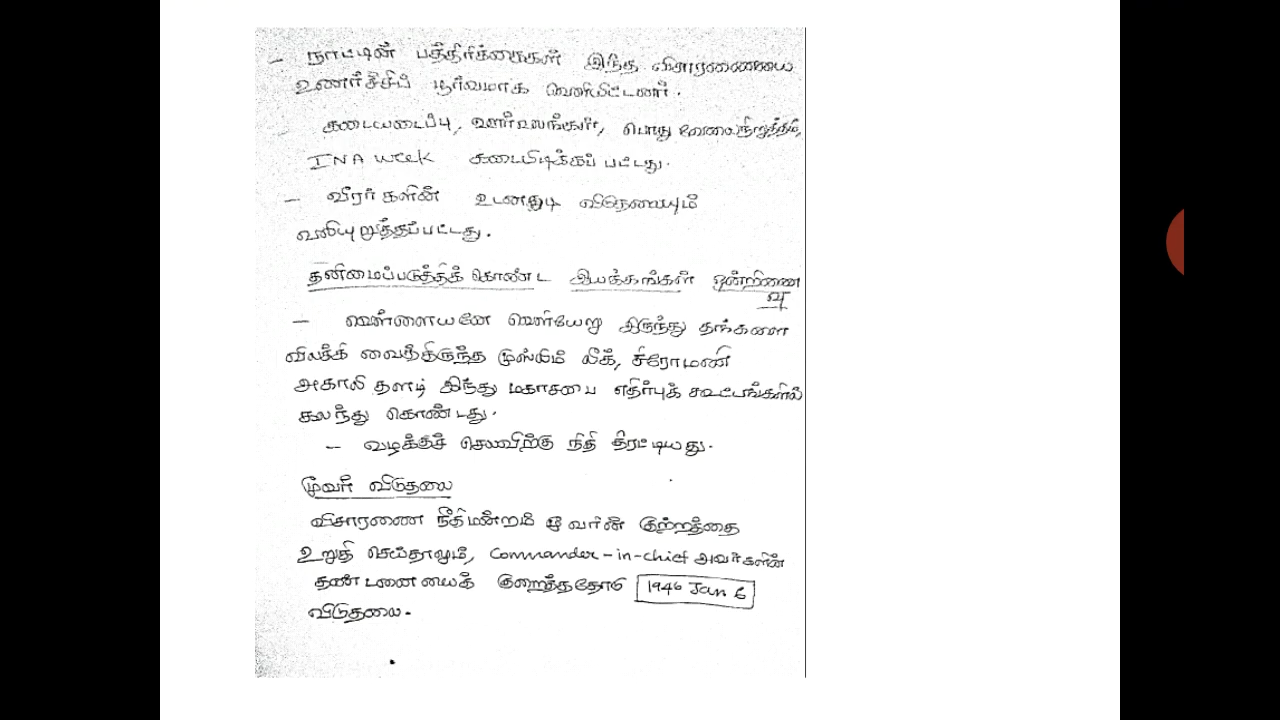 - நாட்டின் பத்திரிக்கைகள் இந்த விசாரணையை
உணர்ச்சிப் பூர்வமாக வெளியிட்டனர்.
கடையடைப்பு, ஊர்வலங்கள், பொது வேலைநிறுத்தம்,
INA week கடைபிடிக்கப் பட்டது.
- வீரர்களின் உடனடி விடுதலையும்
வலியுறுத்தப்பட்டது.
தனிமைப்படுத்திக் கொண்ட இயக்கங்கள் ஒன்றிணை
வு
- வெள்ளையனே வெளியேறு திருந்து தங்களை
விலக்கி வைத்திருந்த முஸ்லிம் லீக், சிரோமணி
அகாலி தளம் இந்து மகாசபை எதிர்புக் கூட்டங்களில்
கலந்து கொண்டது.
- வழக்குச் செலவிற்கு நிதி திரட்டியது.
மூவர் விடுதலை
விசாரணை நீதிமன்றம் மூவரின் குற்றத்தை
உறுதி செய்தாலும், Commander-in-chief அவர்களின்
தண்டனையைக் குறைத்ததோடு 1946 Jan 6
விடுதலை.